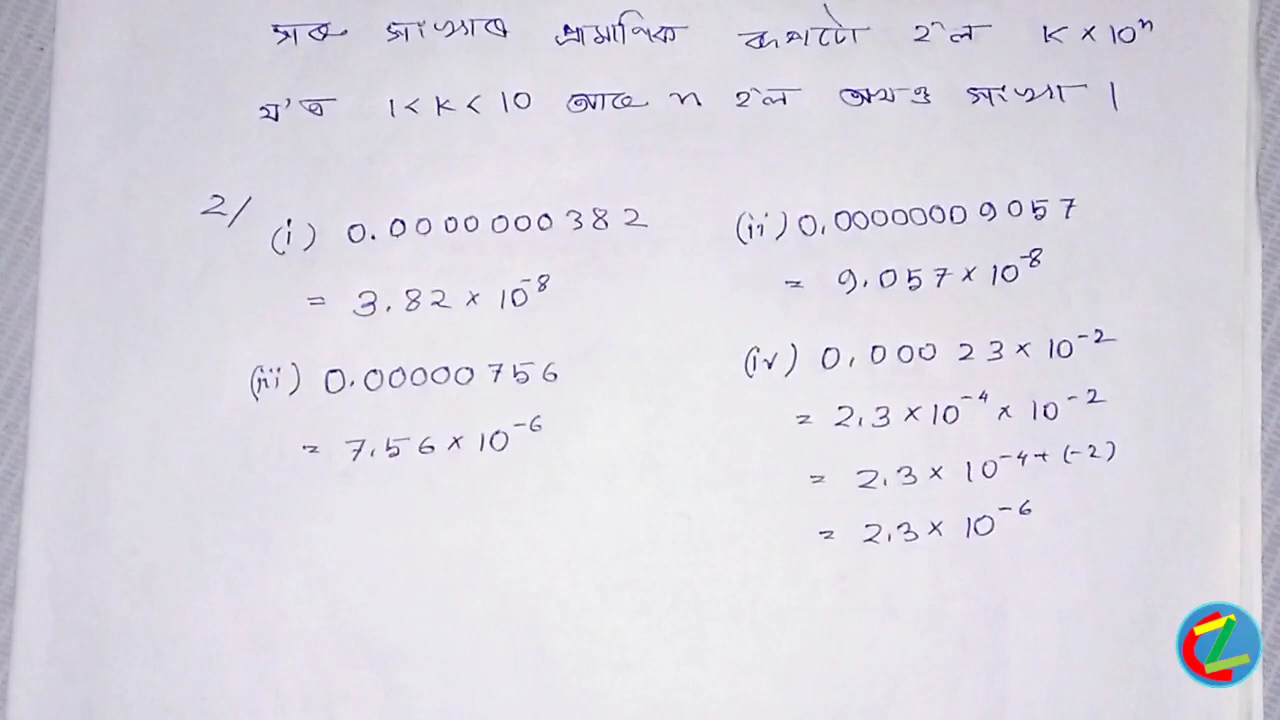 সৰু সংখ্যাৰ প্ৰামাণিক ৰূপটো হ'ল K × 10ⁿ
য'ত 1 < K < 10 আৰু n হ'ল অখণ্ড সংখ্যা।
2/ (i) 0.0000000382 (ii) 0.00000009057
= 3.82 × 10⁻⁸ = 9.057 × 10⁻⁸
(iii) 0.00000756 (iv) 0.00023 × 10⁻²
= 7.56 × 10⁻⁶ = 2.3 × 10⁻⁴ × 10⁻²
= 2.3 × 10⁻⁴⁺⁽⁻²⁾
= 2.3 × 10⁻⁶